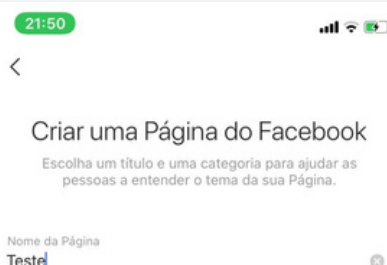 21:50
Criar uma Página do Facebook
Escolha um título e uma categoria para ajudar as
pessoas a entender o tema da sua Página.
Nome da Página
Teste